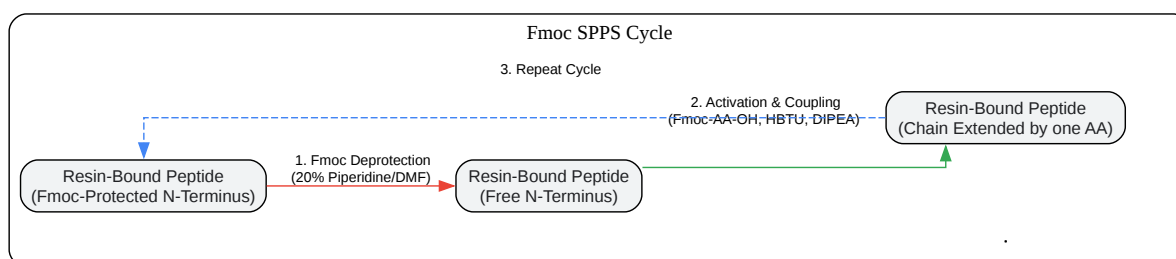 Fmoc SPPS Cycle
3. Repeat Cycle
2. Activation & Coupling
(Fmoc-AA-OH, HBTU, DIPEA)
Resin-Bound Peptide
(Chain Extended by one AA)
1. Fmoc Deprotection
(20% Piperidine/DMF)
Resin-Bound Peptide
(Fmoc-Protected N-Terminus)
Resin-Bound Peptide
(Free N-Terminus)
.